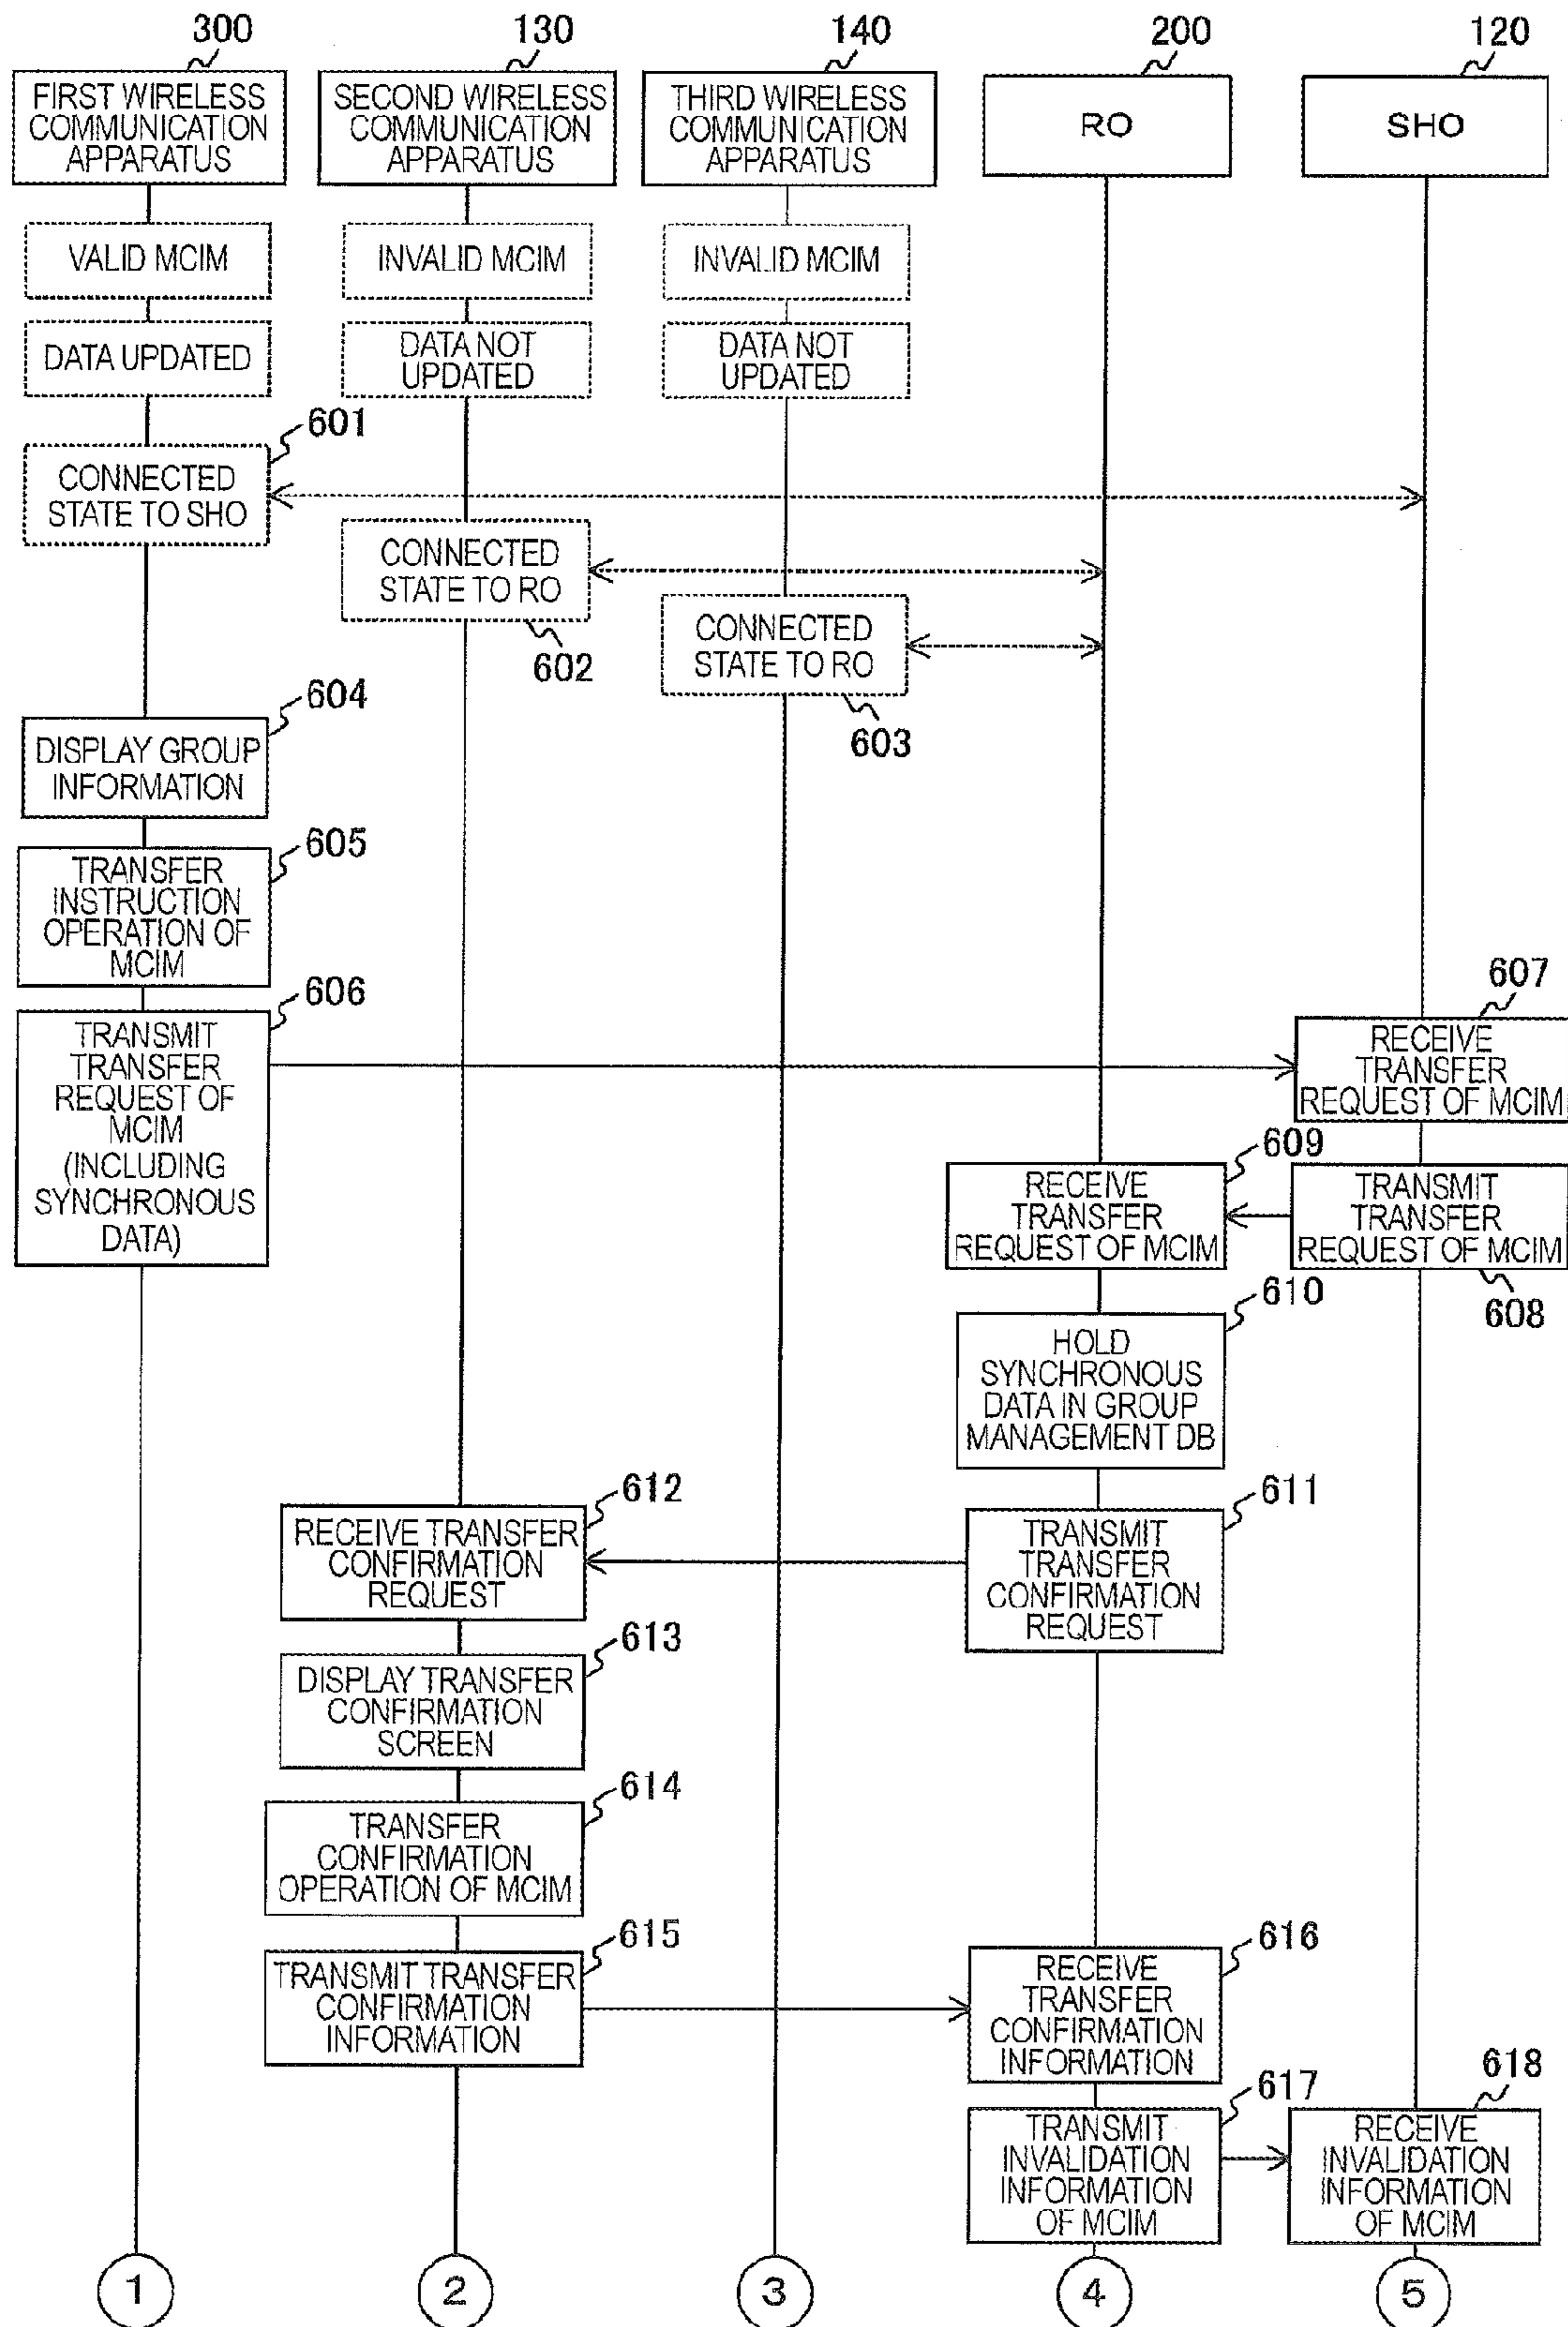 300
130
140
200
120
FIRST WIRELESS
COMMUNICATION
APPARATUS
SECOND WIRELESS
COMMUNICATION
APPARATUS
THIRD WIRELESS
COMMUNICATION
APPARATUS
RO
SHO
VALID MCIM
INVALID MCIM
INVALID MCIM
DATA UPDATED
DATA NOT
UPDATED
DATA NOT
UPDATED
601
CONNECTED
STATE TO SHO
CONNECTED
STATE TO RO
602
CONNECTED
STATE TO RO
603
604
DISPLAY GROUP
INFORMATION
605
TRANSFER
INSTRUCTION
OPERATION OF
MCIM
606
TRANSMIT
TRANSFER
REQUEST OF
MCIM
(INCLUDING
SYNCHRONOUS
DATA)
607
RECEIVE
TRANSFER
REQUEST OF MCIM
609
RECEIVE
TRANSFER
REQUEST OF MCIM
TRANSMIT
TRANSFER
REQUEST OF MCIM
608
610
HOLD
SYNCHRONOUS
DATA IN GROUP
MANAGEMENT DB
611
TRANSMIT
TRANSFER
CONFIRMATION
REQUEST
612
RECEIVE TRANSFER
CONFIRMATION
REQUEST
613
DISPLAY TRANSFER
CONFIRMATION
SCREEN
614
TRANSFER
CONFIRMATION
OPERATION OF MCIM
615
TRANSMIT TRANSFER
CONFIRMATION
INFORMATION
616
RECEIVE
TRANSFER
CONFIRMATION
INFORMATION
617
TRANSMIT
INVALIDATION
INFORMATION
OF MCIM
618
RECEIVE
INVALIDATION
INFORMATION
OF MCIM
1
2
3
4
5